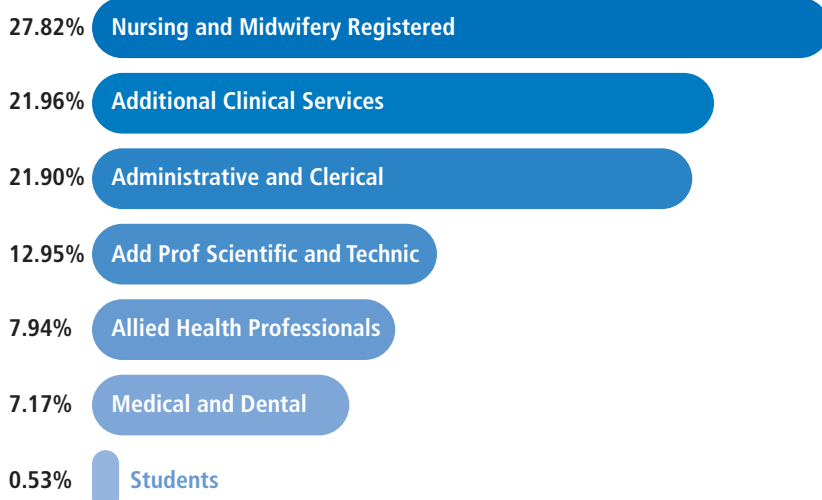 27.82% Nursing and Midwifery Registered
21.96% Additional Clinical Services
21.90% Administrative and Clerical
12.95% Add Prof Scientific and Technic
7.94% Allied Health Professionals
7.17% Medical and Dental
0.53% Students